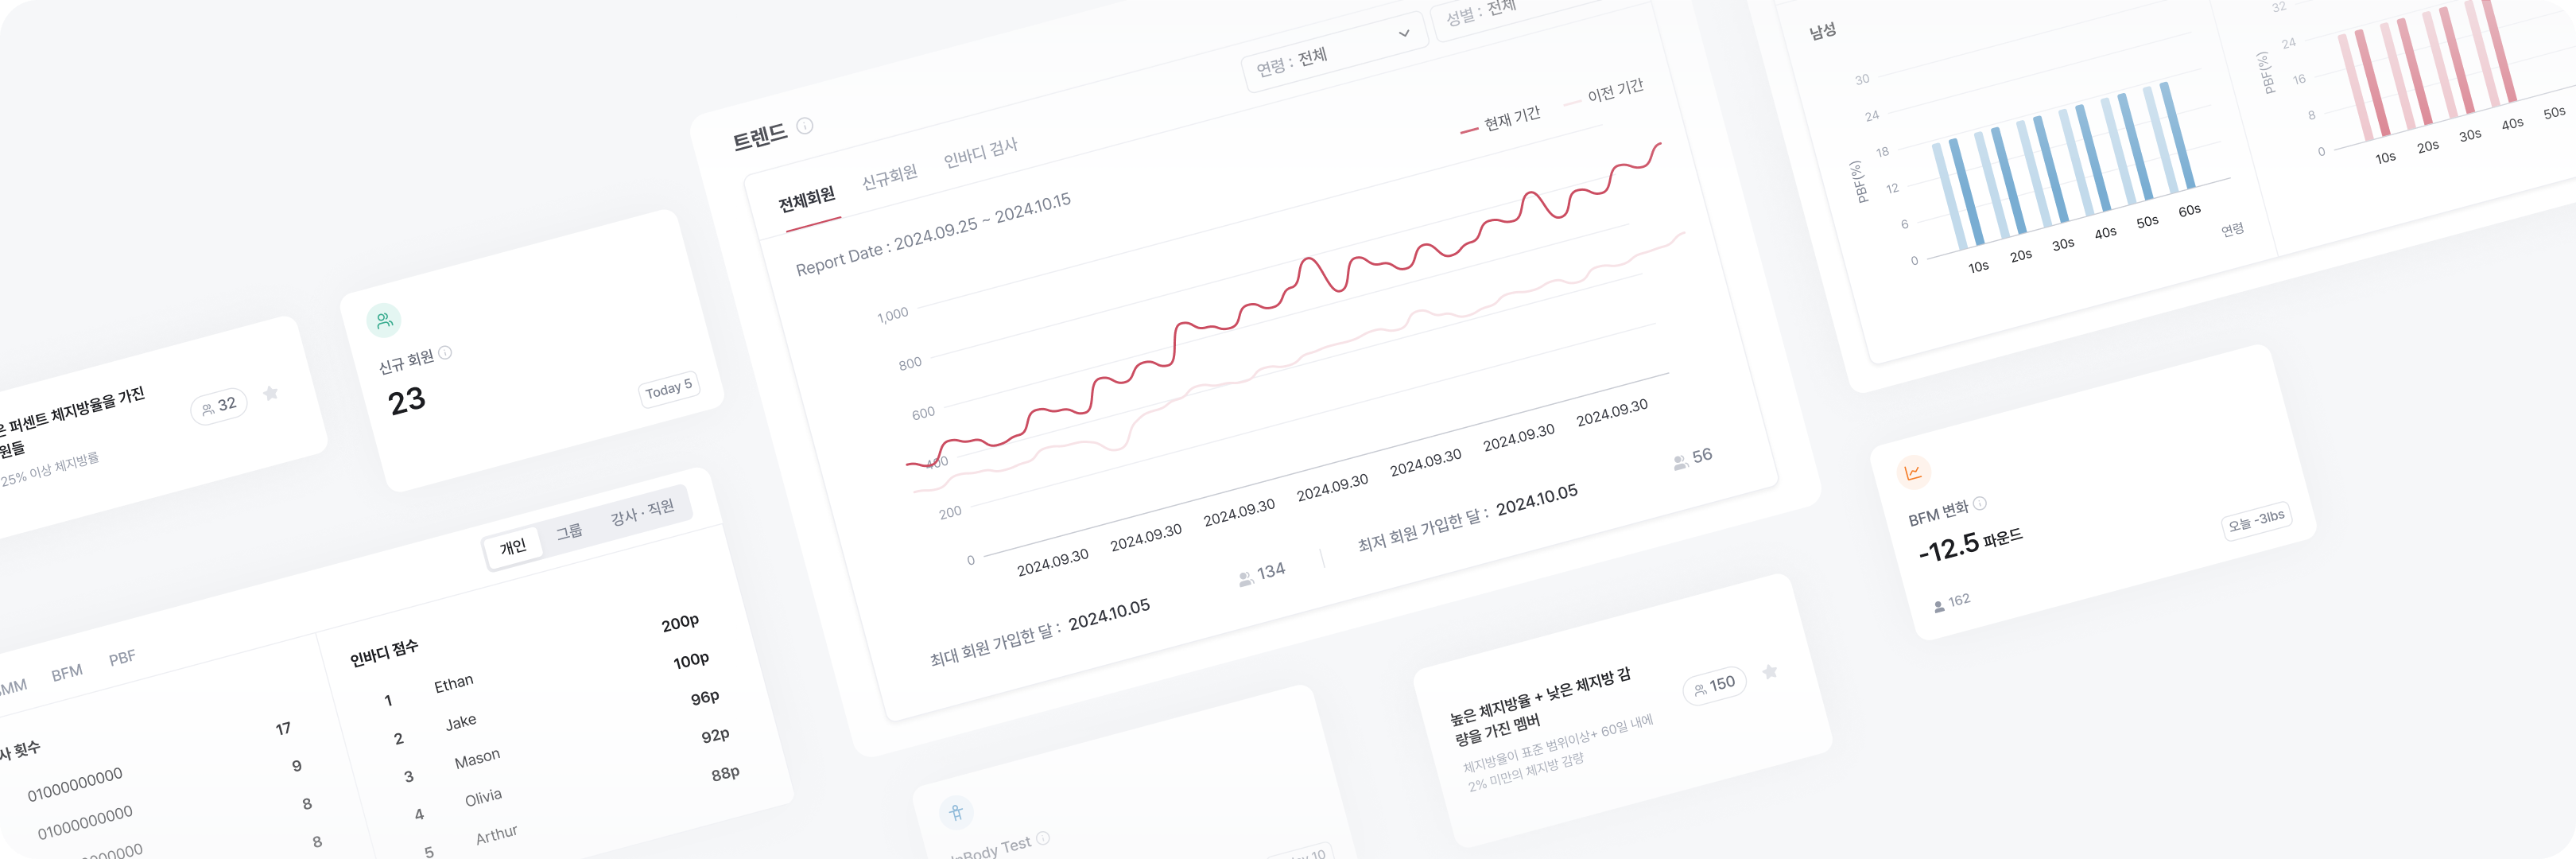 퍼센트 체지방율을 가진
원들
25% 이상 체지방률
32
신규 회원
23
Today 5
개인
그룹
강사 · 직원
BFM
PBF
횟수
17
01000000000
9
01000000000
8
8
인바디 점수
200p
1
Ethan
100p
2
Jake
96p
3
Mason
92p
4
Olivia
88p
5
Arthur
트렌드
연령 : 전체
성별 : 전체
전체회원
신규회원
인바디 검사
현재 기간
이전 기간
Report Date : 2024.09.25 ~ 2024.10.15
1,000
800
600
400
200
0
2024.09.30
2024.09.30
2024.09.30
2024.09.30
2024.09.30
2024.09.30
2024.09.30
최대 회원 가입한 달 : 2024.10.05
134
최저 회원 가입한 달 : 2024.10.05
56
Test
10
높은 체지방율 + 낮은 체지방 감
량을 가진 멤버
체지방율이 표준 범위이상+ 60일 내에
2% 미만의 체지방 감량
150
남성
PBF(%)
30
24
18
12
6
0
10s
20s
30s
40s
50s
60s
연령
PBF(%)
32
24
16
8
0
10s
20s
30s
40s
50s
BFM 변화
-12.5 파운드
오늘 -3lbs
162